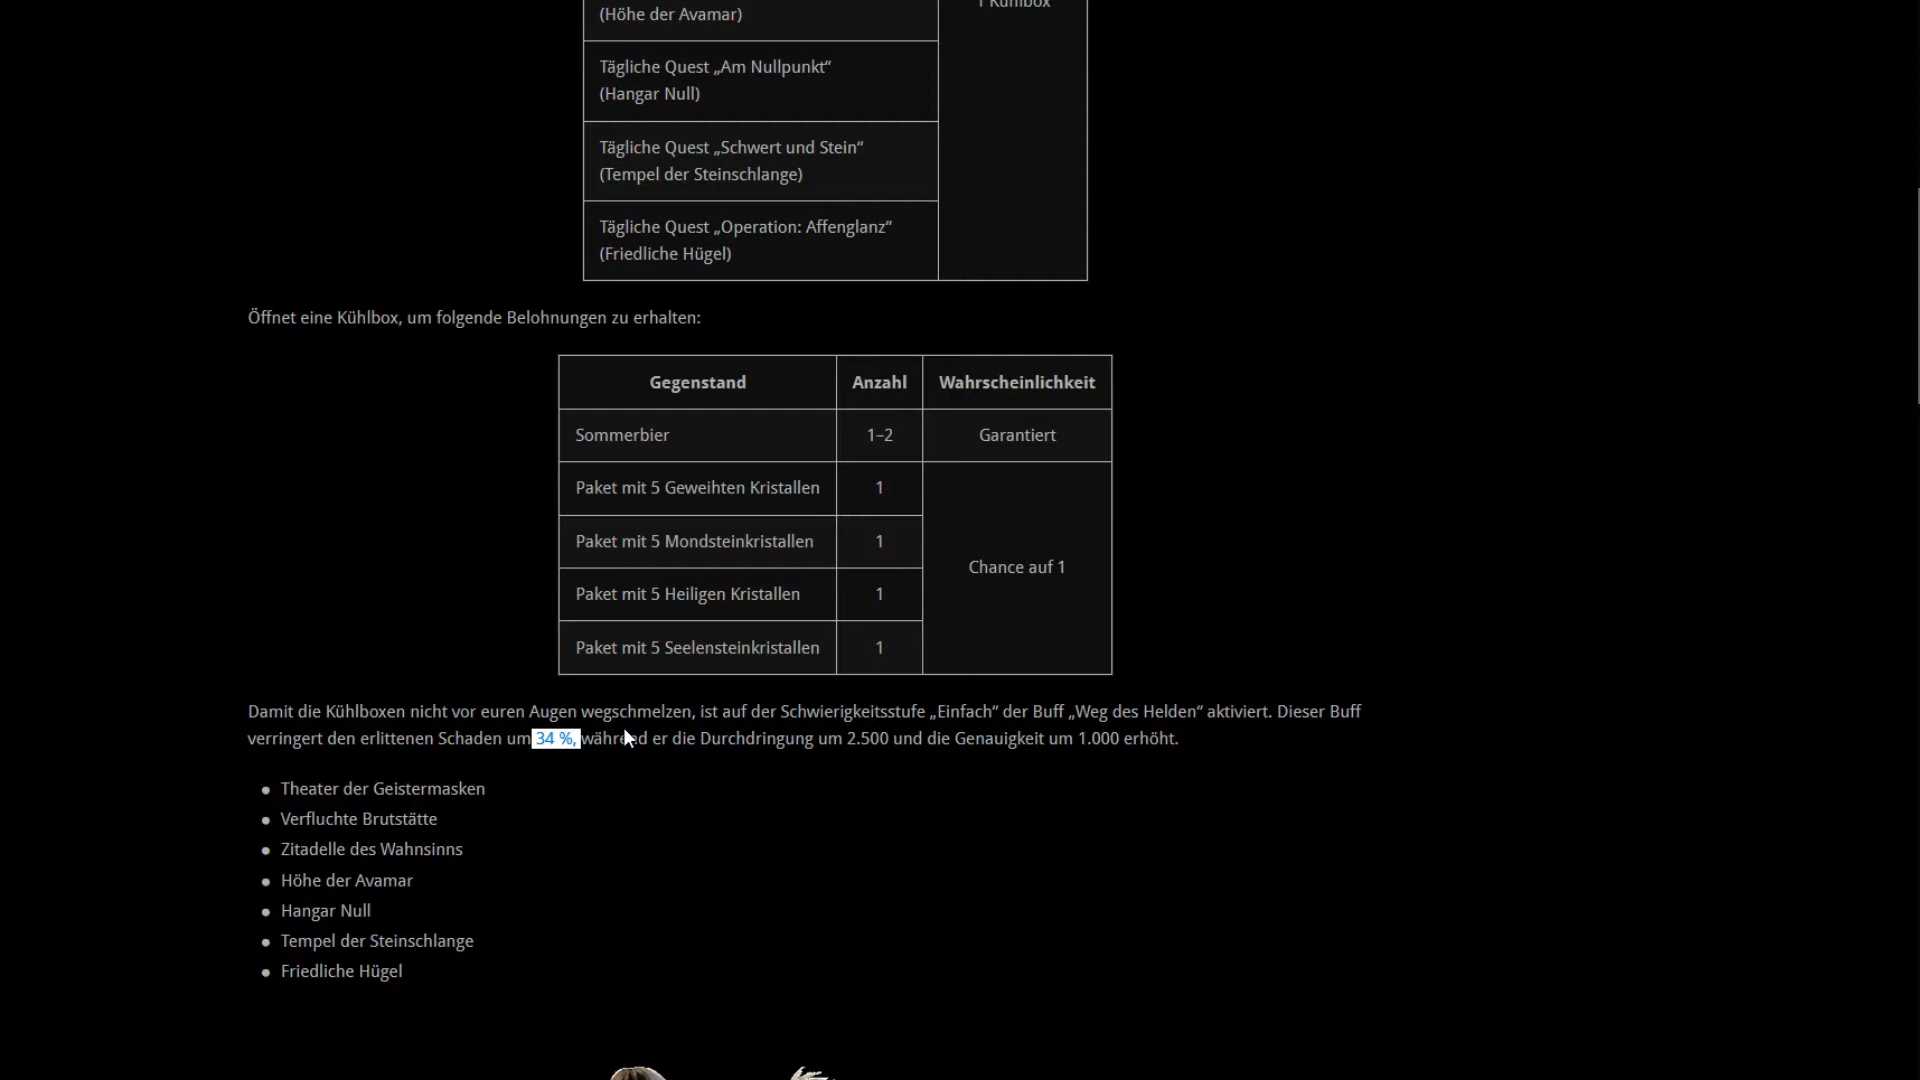 (Höhe der Avamar)
1 Kühlbox
Tägliche Quest „Am Nullpunkt“
(Hangar Null)
Tägliche Quest „Schwert und Stein“
(Tempel der Steinschlange)
Tägliche Quest „Operation: Affenglanz“
(Friedliche Hügel)
Öffnet eine Kühlbox, um folgende Belohnungen zu erhalten:
Gegenstand Anzahl Wahrscheinlichkeit
Sommerbier 1–2 Garantiert
Paket mit 5 Geweihten Kristallen 1
Paket mit 5 Mondsteinkristallen 1
Chance auf 1
Paket mit 5 Heiligen Kristallen 1
Paket mit 5 Seelensteinkristallen 1
Damit die Kühlboxen nicht vor euren Augen wegschmelzen, ist auf der Schwierigkeitsstufe „Einfach“ der Buff „Weg des Helden“ aktiviert. Dieser Buff
verringert den erlittenen Schaden um 34 %, während er die Durchdringung um 2.500 und die Genauigkeit um 1.000 erhöht.
Theater der Geistermasken
Verfluchte Brutstätte
Zitadelle des Wahnsinns
Höhe der Avamar
Hangar Null
Tempel der Steinschlange
Friedliche Hügel